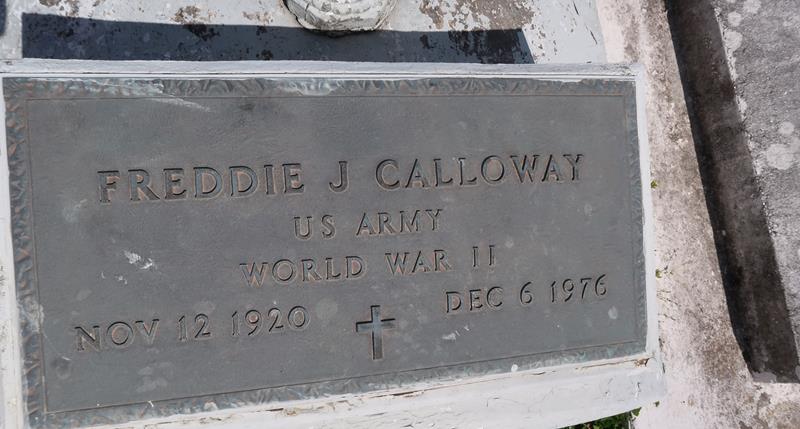 FREDDIE J CALLOWAY
US ARMY
WORLD WAR II
NOV 12 1920 DEC 6 1976